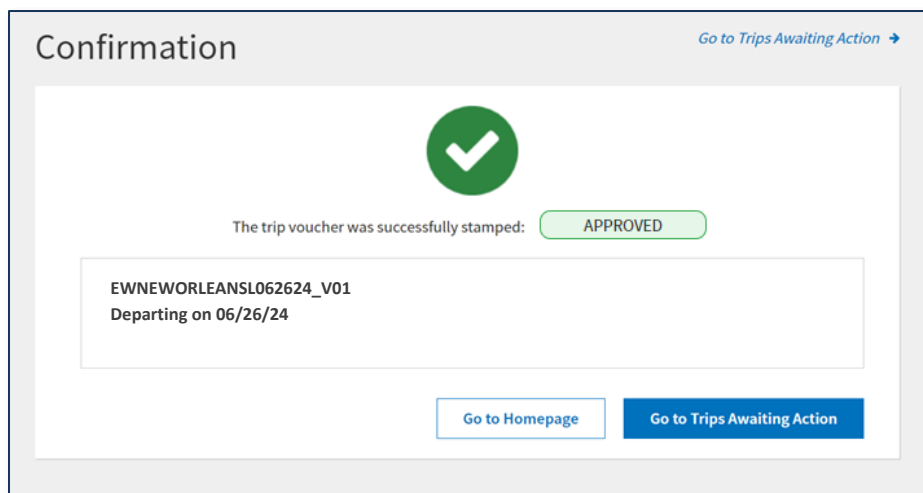 Confirmation
Go to Trips Awaiting Action
The trip voucher was successfully stamped: APPROVED
EWNEWORLEANSL062624_V01
Departing on 06/26/24
Go to Homepage
Go to Trips Awaiting Action